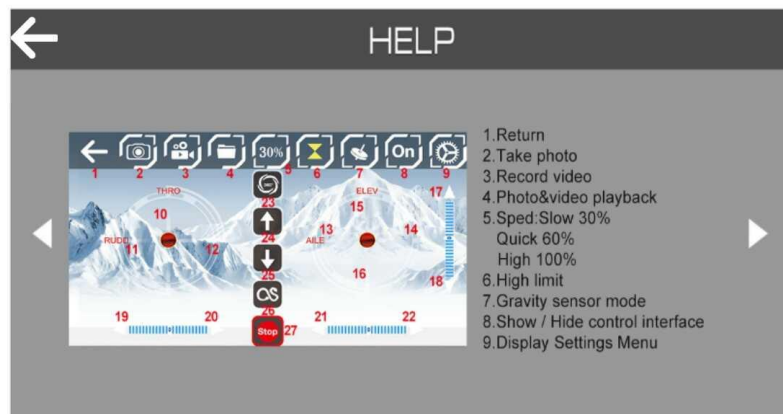 HELP
30% On
1 2 3 4 5 6 7 8 9
THRO ELEV 17
23
10 15
RUDD 11 12 24 AILE 13 14
16
25 18
26
19 20 Stop 27 21 22
1.Return
2.Take photo
3.Record video
4.Photo&video playback
5.Sped:Slow 30%
Quick 60%
High 100%
6.High limit
7.Gravity sensor mode
8.Show / Hide control interface
9.Display Settings Menu